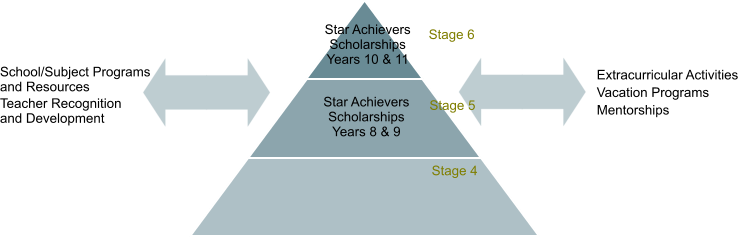 Star Achievers
Scholarships
Years 10 & 11
Stage 6
School/Subject Programs
and Resources
Teacher Recognition
and Development
Star Achievers
Scholarships
Years 8 & 9
Stage 5
Extracurricular Activities
Vacation Programs
Mentorships
Stage 4